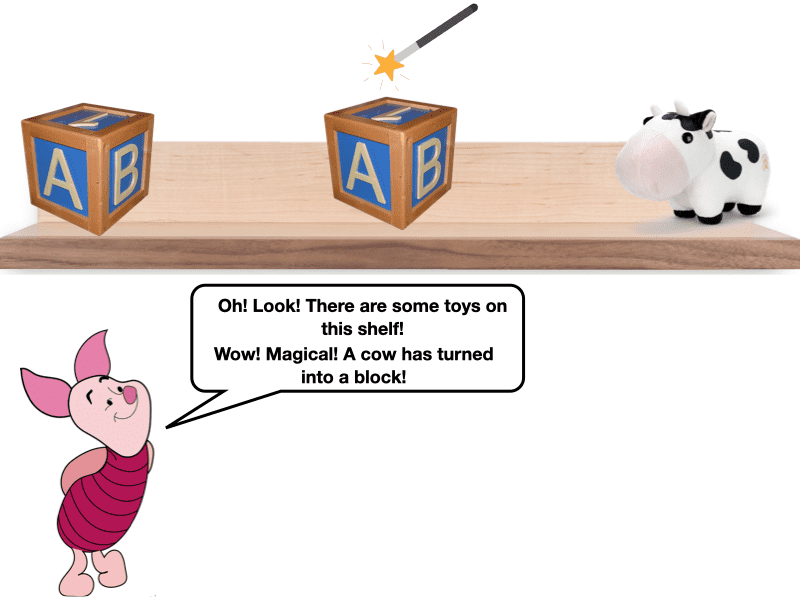 A B
A B
Oh! Look! There are some toys on
this shelf!
Wow! Magical! A cow has turned
into a block!